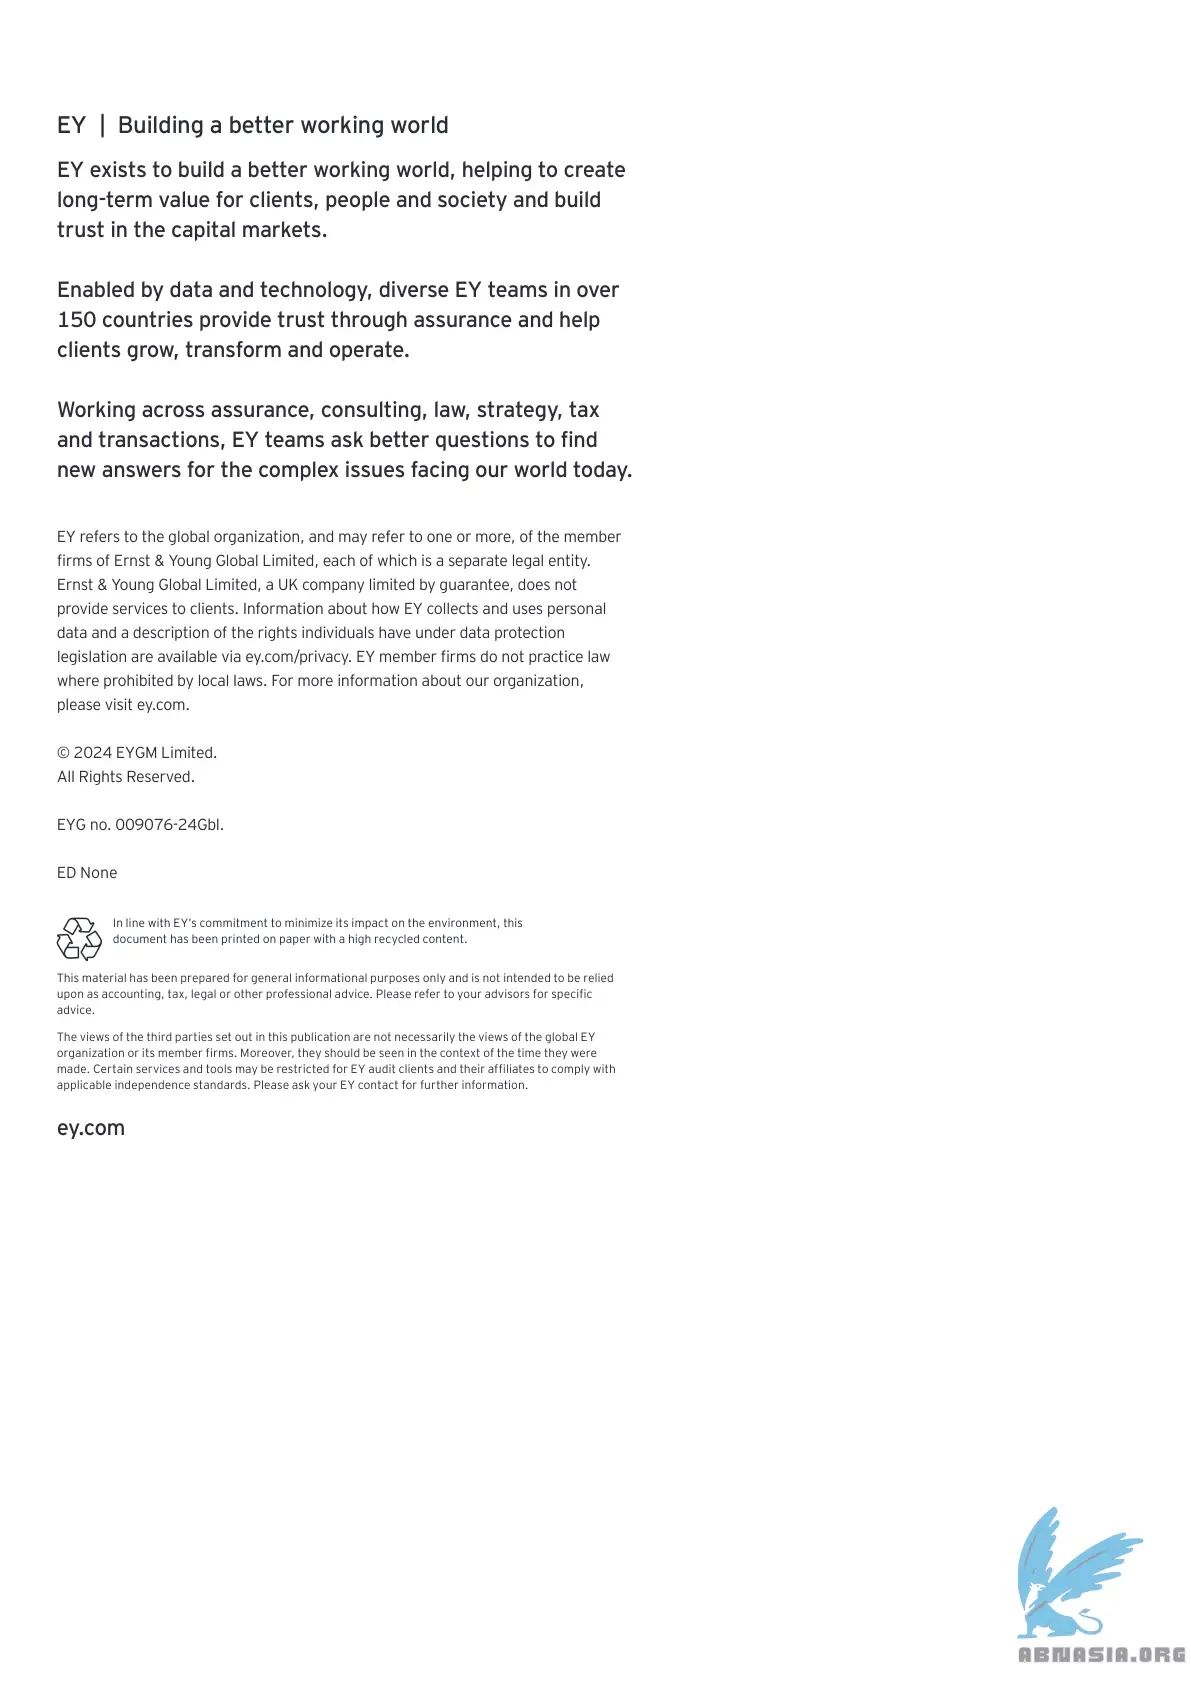 EY | Building a better working world
EY exists to build a better working world, helping to create
long-term value for clients, people and society and build
trust in the capital markets.
Enabled by data and technology, diverse EY teams in over
150 countries provide trust through assurance and help
clients grow, transform and operate.
Working across assurance, consulting, law, strategy, tax
and transactions, EY teams ask better questions to find
new answers for the complex issues facing our world today.
EY refers to the global organization, and may refer to one or more, of the member
firms of Ernst & Young Global Limited, each of which is a separate legal entity.
Ernst & Young Global Limited, a UK company limited by guarantee, does not
provide services to clients. Information about how EY collects and uses personal
data and a description of the rights individuals have under data protection
legislation are available via ey.com/privacy. EY member firms do not practice law
where prohibited by local laws. For more information about our organization,
please visit ey.com.
© 2024 EYGM Limited.
All Rights Reserved.
EYG no. 009076-24Gbl.
ED None
In line with EY's commitment to minimize its impact on the environment, this
document has been printed on paper with a high recycled content.
This material has been prepared for general informational purposes only and is not intended to be relied
upon as accounting, tax, legal or other professional advice. Please refer to your advisors for specific
advice.
The views of the third parties set out in this publication are not necessarily the views of the global EY
organization or its member firms. Moreover, they should be seen in the context of the time they were
made. Certain services and tools may be restricted for EY audit clients and their affiliates to comply with
applicable independence standards. Please ask your EY contact for further information.
ey.com
ABNASIA.ORG